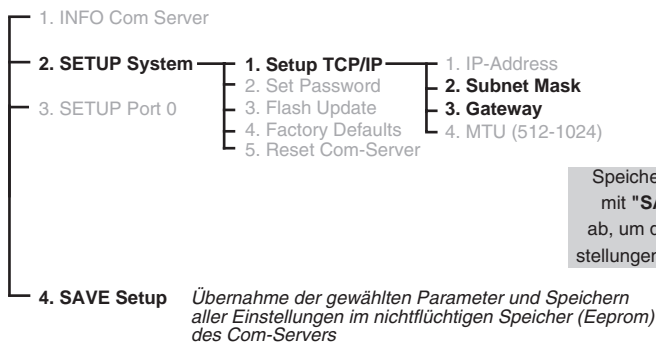 1. INFO Com Server
2. SETUP System
1. Setup TCP/IP
1. IP-Address
2. Set Password
2. Subnet Mask
3. SETUP Port 0
3. Flash Update
3. Gateway
4. Factory Defaults
4. MTU (512-1024)
5. Reset Com-Server
mit
ab, um
4. SAVE Setup
Übernahme der gewählten Parameter und Speichern
aller Einstellungen im nichtflüchtigen Speicher (Eeprom)
des Com-Servers